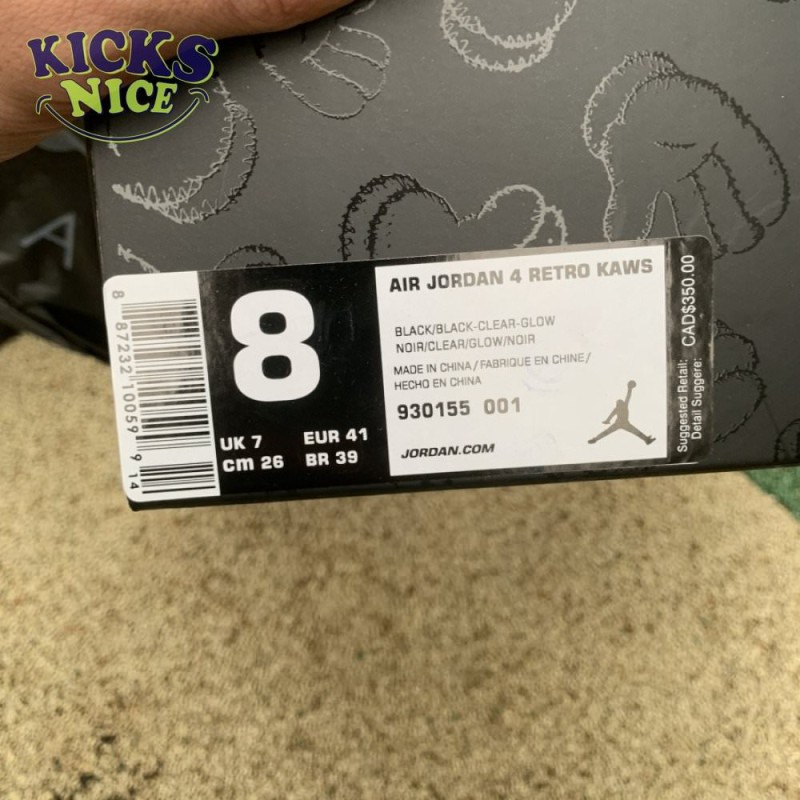 KICKS
NICE
A
AIR JORDAN 4 RETRO KAWS
BLACK/BLACK-CLEAR-GLOW
NOIR/CLEAR/GLOW/NOIR
MADE IN CHINA/FABRIQUE EN CHINE/
HECHO EN CHINA
930155 001
JORDAN.COM
8
UK 7 EUR 41
cm 26 BR 39
8 87232 10059 9 14
Suggested Retail: CAD$350.00
Detail Suggere: